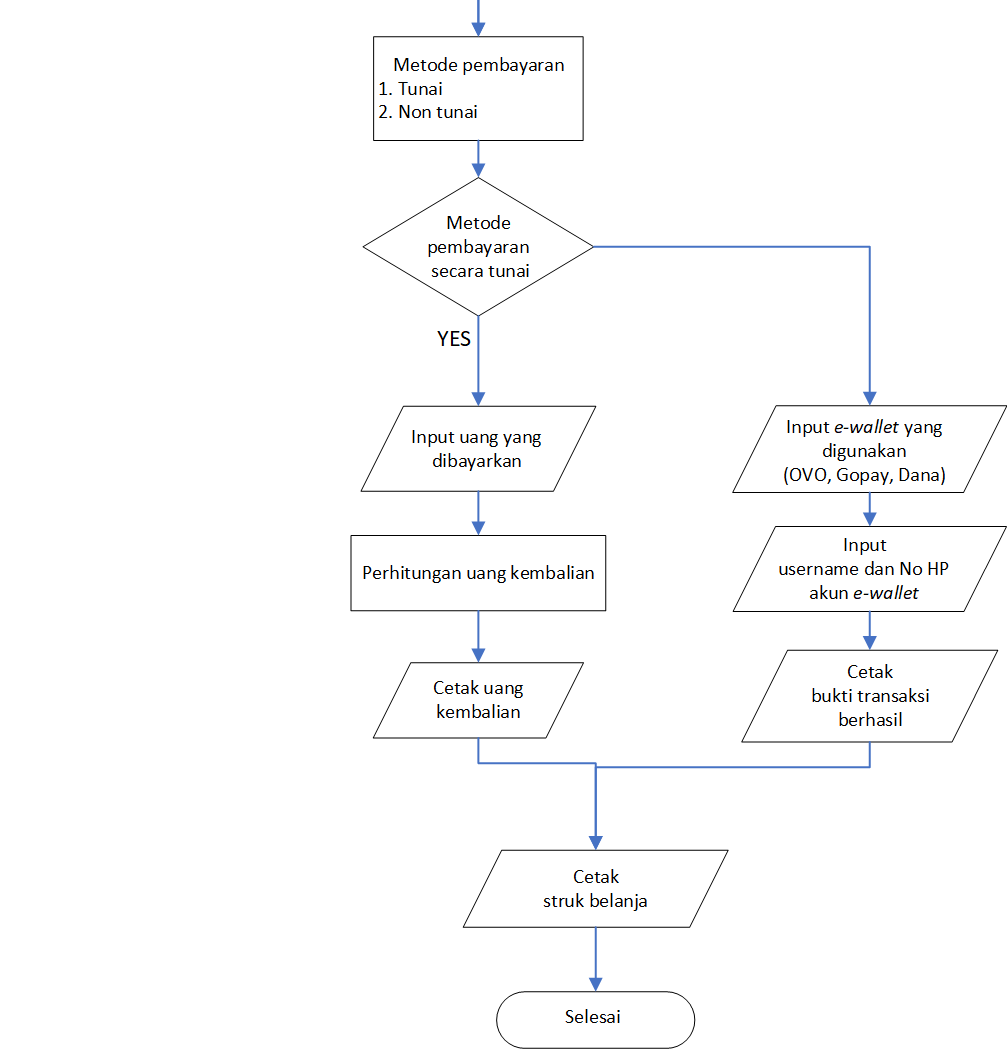 Metode pembayaran
1. Tunai
2. Non tunai
Metode
pembayaran
secara tunai
YES
Input uang yang
dibayarkan
Perhitungan uang kembalian
Cetak uang
kembalian
Input e-wallet yang
digunakan
(OVO, Gopay, Dana)
Input
username dan No HP
akun e-wallet
Cetak
bukti transaksi
berhasil
Cetak
struk belanja
Selesai